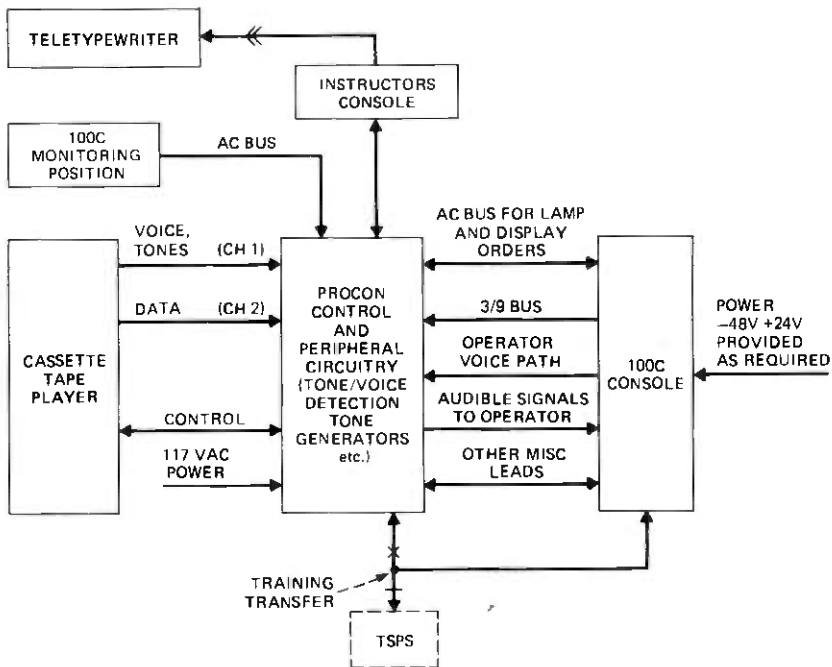 TELETYPEWRITER
INSTRUCTORS
CONSOLE
100C
MONITORING
POSITION
AC BUS
VOICE,
TONES (CH 1)
DATA (CH 2)
CASSETTE
TAPE
PLAYER
CONTROL
117 VAC
POWER
PROCON
CONTROL
AND
PERIPHERAL
CIRCUITRY
(TONE/VOICE
DETECTION
TONE
GENERATORS
etc.)
AC BUS FOR LAMP
AND DISPLAY
ORDERS
3/9 BUS
OPERATOR
VOICE PATH
AUDIBLE SIGNALS
TO OPERATOR
OTHER MISC
LEADS
100C
CONSOLE
POWER
–48V +24V
PROVIDED
AS REQUIRED
TRAINING
TRANSFER
TSPS